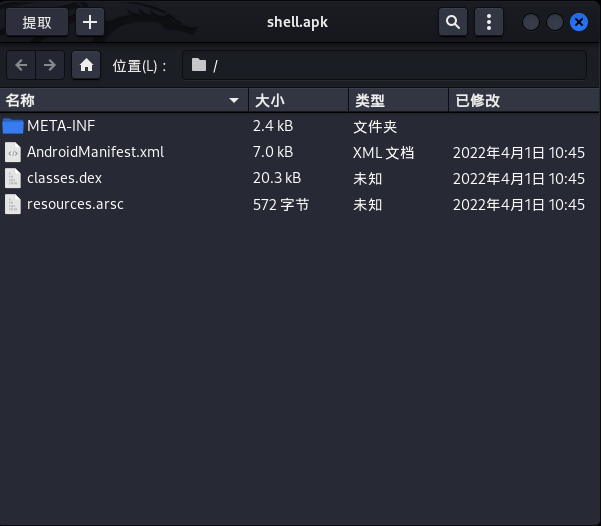 提取 shell.apk
位置(L)： /
名称 大小 类型 已修改
META-INF 2.4 kB 文件夹
AndroidManifest.xml 7.0 kB XML 文档 2022年4月1日 10:45
classes.dex 20.3 kB 未知 2022年4月1日 10:45
resources.arsc 572 字节 未知 2022年4月1日 10:45